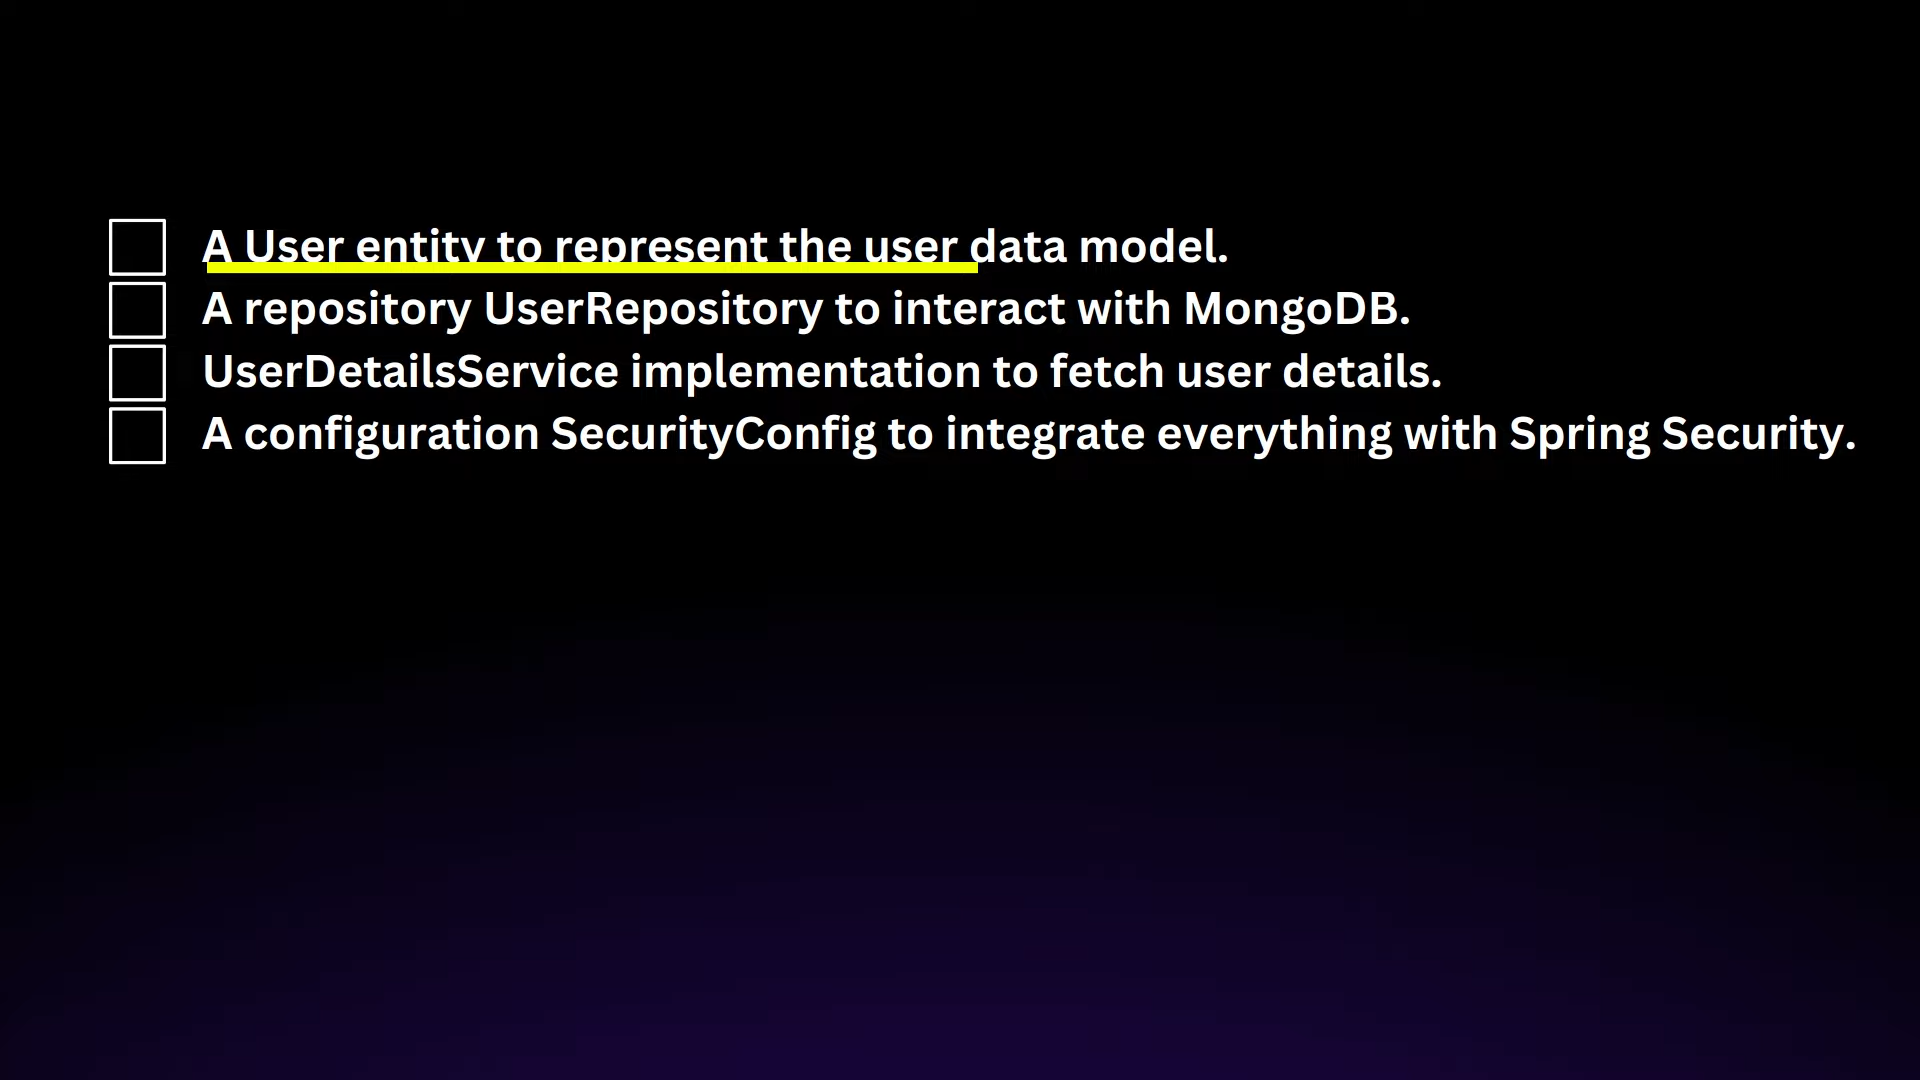 A User entity to represent the user data model.
A repository UserRepository to interact with MongoDB.
UserDetailsService implementation to fetch user details.
A configuration SecurityConfig to integrate everything with Spring Security.